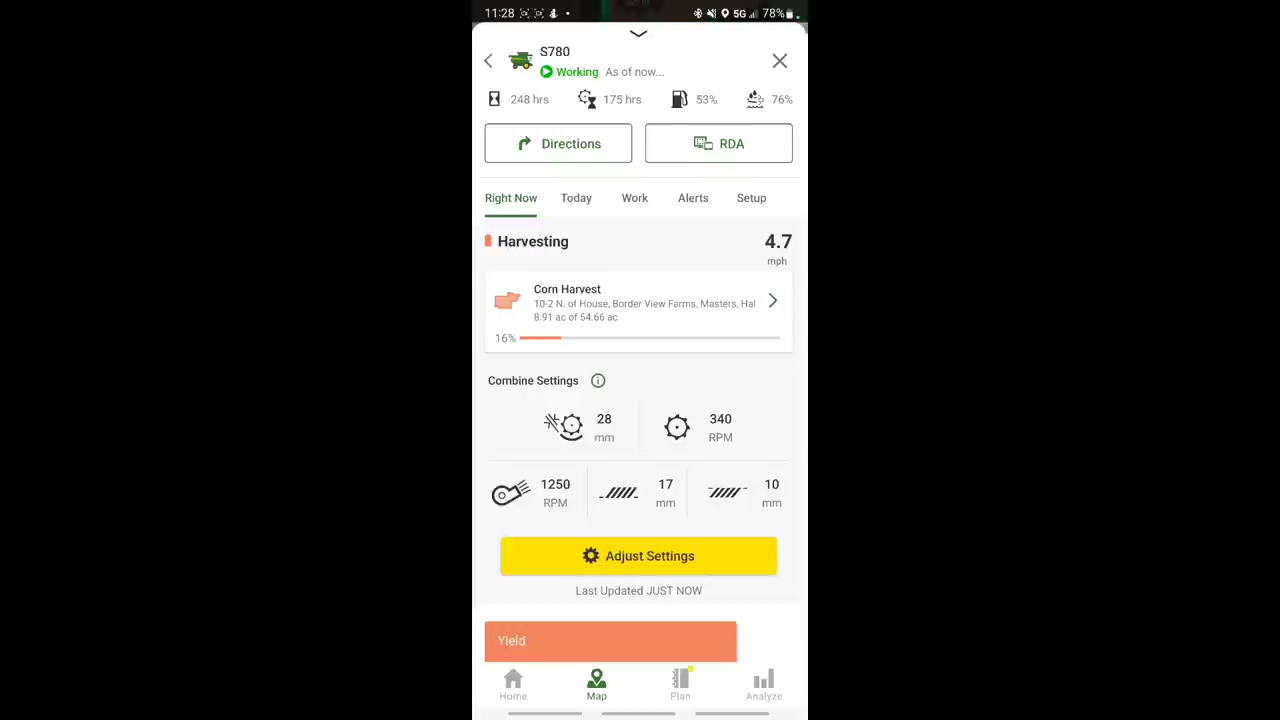 11:28 5G 78%
S780
Working As of now...
248 hrs 175 hrs 53% 76%
Directions RDA
Right Now Today Work Alerts Setup
Harvesting 4.7
mph
Corn Harvest
10-2 N. of House, Border View Farms, Masters, Hal
8.91 ac of 54.66 ac
16%
Combine Settings
28 340
mm RPM
1250 17 10
RPM mm mm
Adjust Settings
Last Updated JUST NOW
Yield
Home Map Plan Analyze